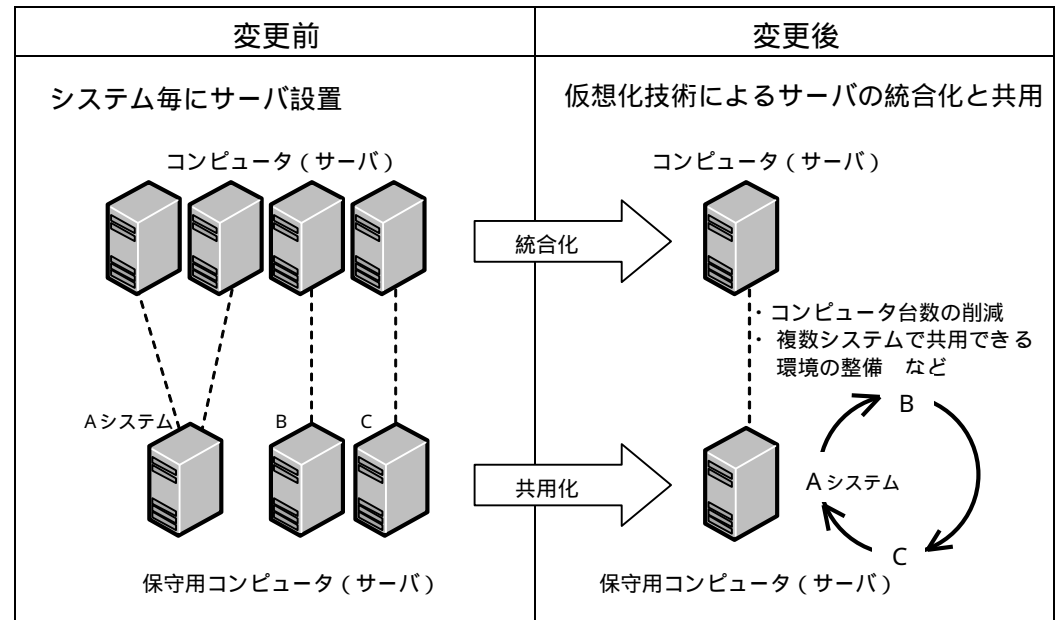 変更前
システム毎にサーバ設置
コンピュータ（サーバ）
Aシステム
B
C
保守用コンピュータ（サーバ）
統合化
共用化
変更後
仮想化技術によるサーバの統合化と共用
コンピュータ（サーバ）
・コンピュータ台数の削減
・ 複数システムで共用できる
環境の整備　など
B
Aシステム
C
保守用コンピュータ（サーバ）